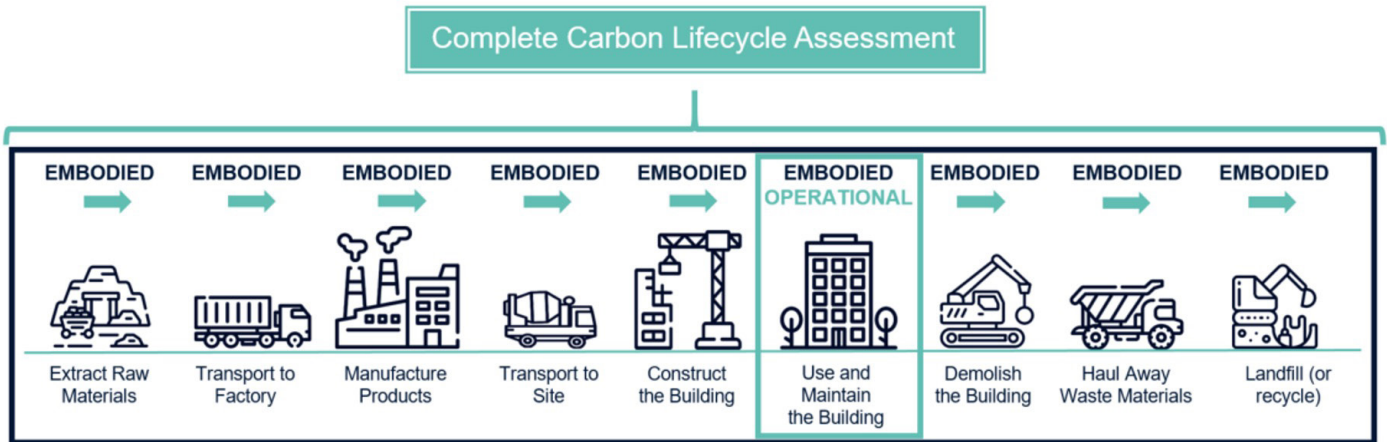 Complete Carbon Lifecycle Assessment
EMBODIED
EMBODIED
EMBODIED
EMBODIED
EMBODIED
EMBODIED
OPERATIONAL
EMBODIED
EMBODIED
EMBODIED
Extract Raw
Materials
Transport to
Factory
Manufacture
Products
Transport to
Site
Construct
the Building
Use and
Maintain
the Building
Demolish
the Building
Haul Away
Waste Materials
Landfill (or
recycle)